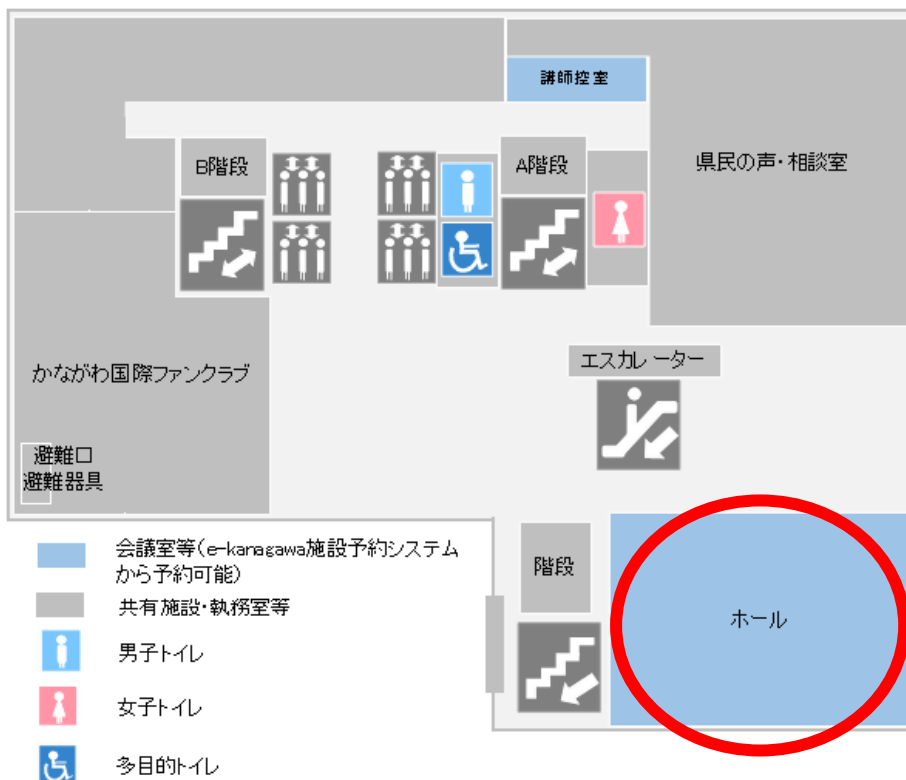 講師控室
B階段
A階段
県民の声・相談室
かながわ国際ファンクラブ
エスカレーター
避難口
避難器具
階段
ホール
会議室等(e-kanagawa施設予約システム
から予約可能)
共有施設・執務室等
男子トイレ
女子トイレ
多目的トイレ